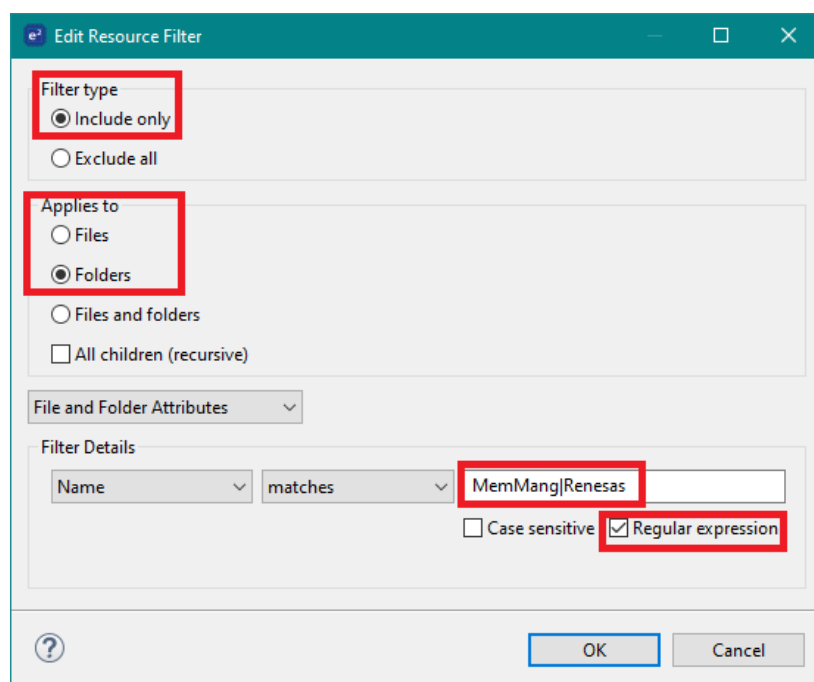 e² Edit Resource Filter
Filter type
Include only
Exclude all
Applies to
Files
Folders
Files and folders
All children (recursive)
File and Folder Attributes
Filter Details
Name matches MemMang|Renesas
Case sensitive Regular expression
? OK Cancel